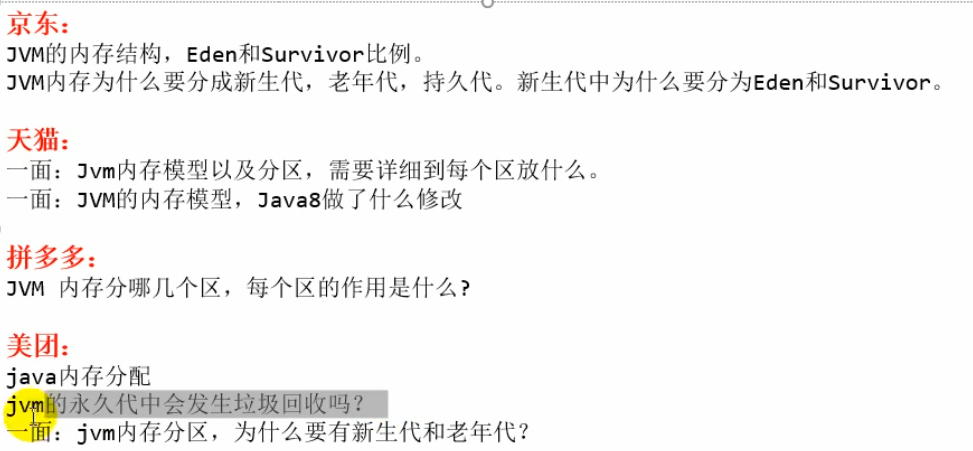 京东：
JVM的内存结构，Eden和Survivor比例。
JVM内存为什么要分成新生代，老年代，持久代。新生代中为什么要分为Eden和Survivor。
天猫：
一面：Jvm内存模型以及分区，需要详细到每个区放什么。
一面：JVM的内存模型，Java8做了什么修改
拼多多：
JVM 内存分哪几个区，每个区的作用是什么?
美团：
java内存分配
jvm的永久代中会发生垃圾回收吗？
一面：jvm内存分区，为什么要有新生代和老年代？